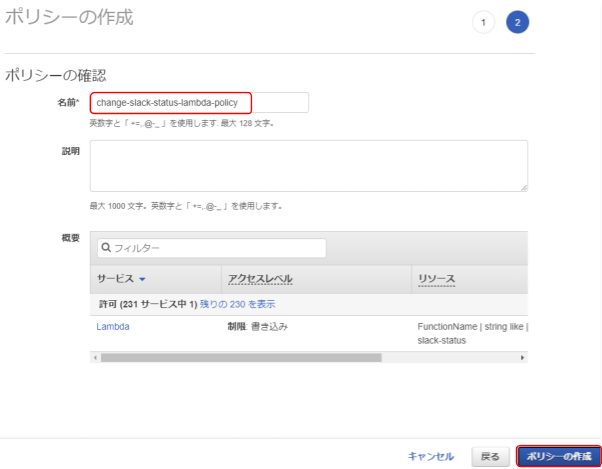 ポリシーの作成
1 2
ポリシーの確認
名前* change-slack-status-lambda-policy
英数字と「 +=,.@-_ 」を使用します. 最大 128 文字。
説明
最大 1000 文字。英数字と「 +=,.@-_ 」を使用します。
概要 フィルター
サービス アクセスレベル リソース
許可 (231 サービス中 1) 残りの 230 を表示
Lambda 制限: 書き込み FunctionName | string like |
slack-status
キャンセル 戻る ポリシーの作成